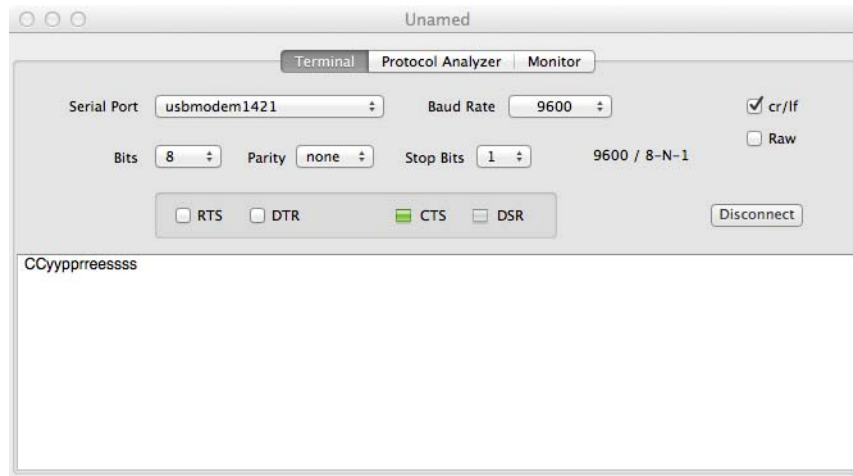 Unamed
Terminal Protocol Analyzer Monitor
Serial Port usbmodem1421 Baud Rate 9600 cr/lf
Raw
Bits 8 Parity none Stop Bits 1 9600 / 8-N-1
RTS DTR CTS DSR Disconnect
CCyypprreessss